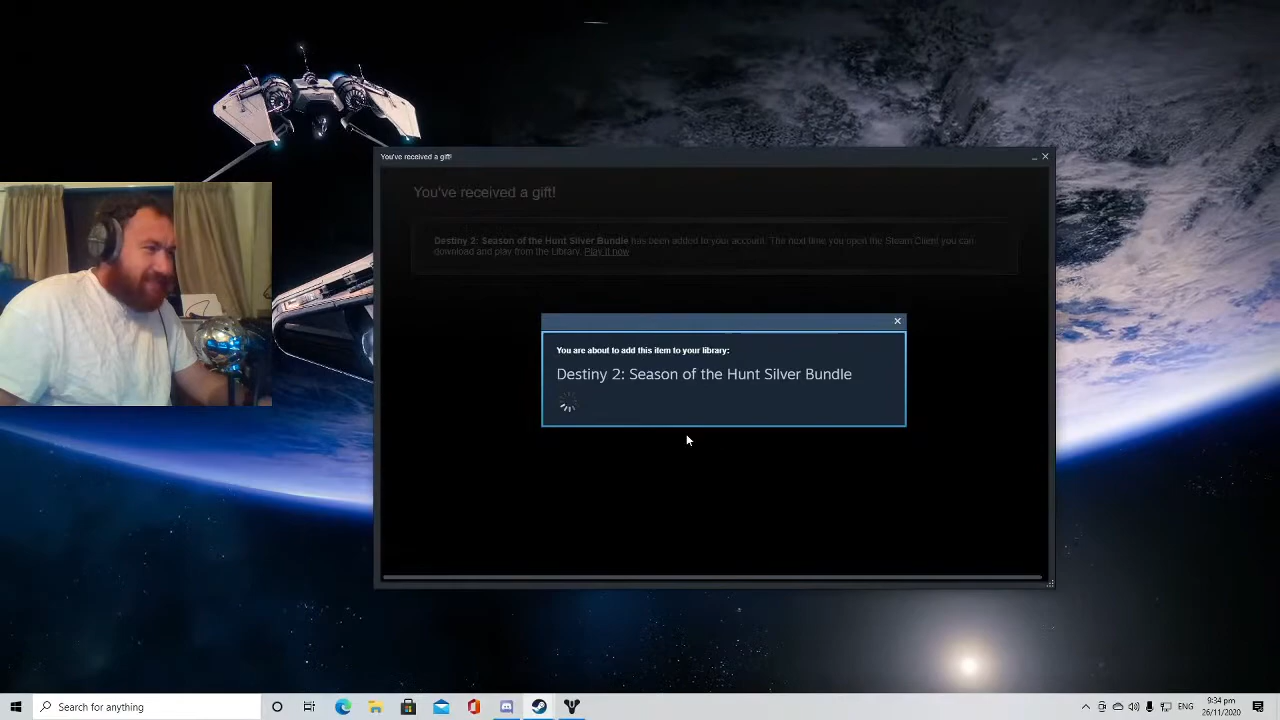 You've received a gift!
You've received a gift!
Destiny 2: Season of the Hunt Silver Bundle has been added to your account. The next time you open the Steam Client you can
download and play from the Library. Play it now
You are about to add this item to your library:
Destiny 2: Season of the Hunt Silver Bundle
Search for anything
ENG
9:34 pm
26/11/2020